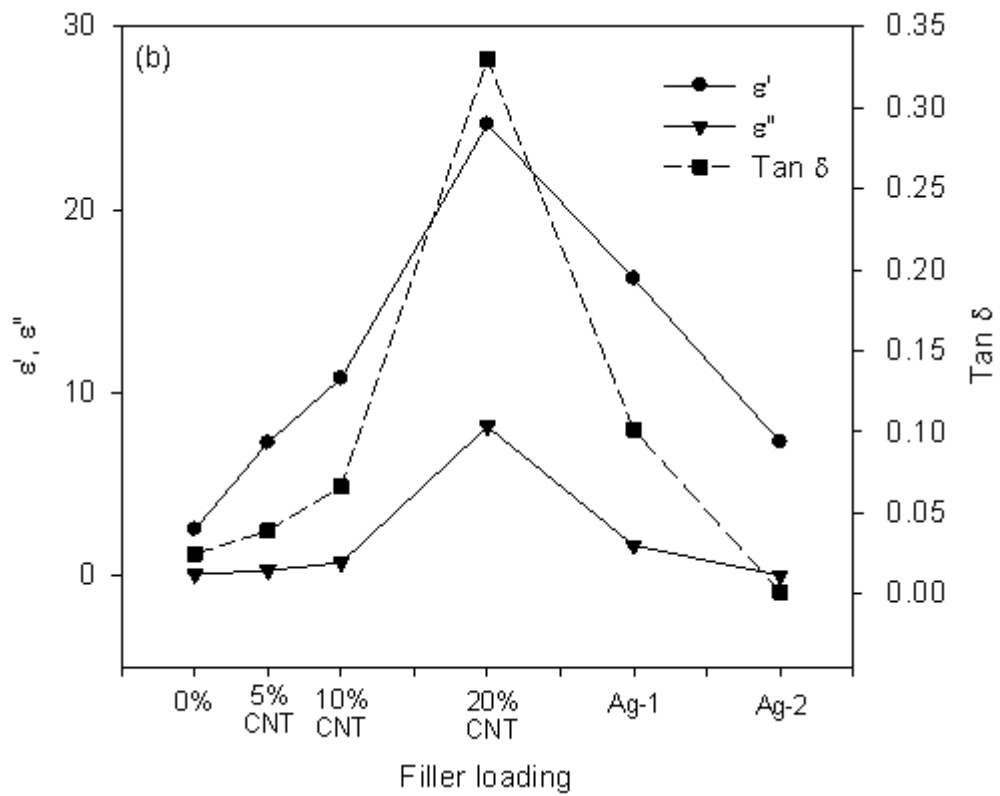 (b)
30
20
10
0
ε', ε"
0.35
0.30
0.25
0.20
0.15
0.10
0.05
0.00
Tan δ
ε'
ε"
Tan δ
0%
5%
CNT
10%
CNT
20%
CNT
Ag-1
Ag-2
Filler loading